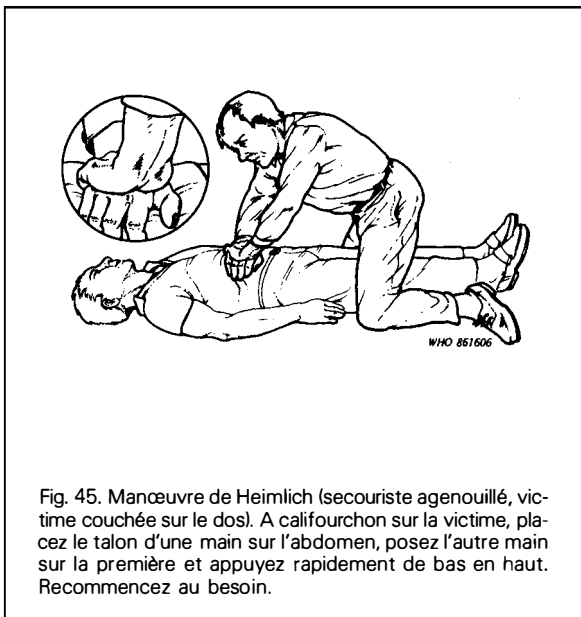 WHO 861606
Fig. 45. Manœuvre de Heimlich (secouriste agenouillé, vic-
time couchée sur le dos). A califourchon sur la victime, pla-
cez le talon d'une main sur l'abdomen, posez l'autre main
sur la première et appuyez rapidement de bas en haut.
Recommencez au besoin.